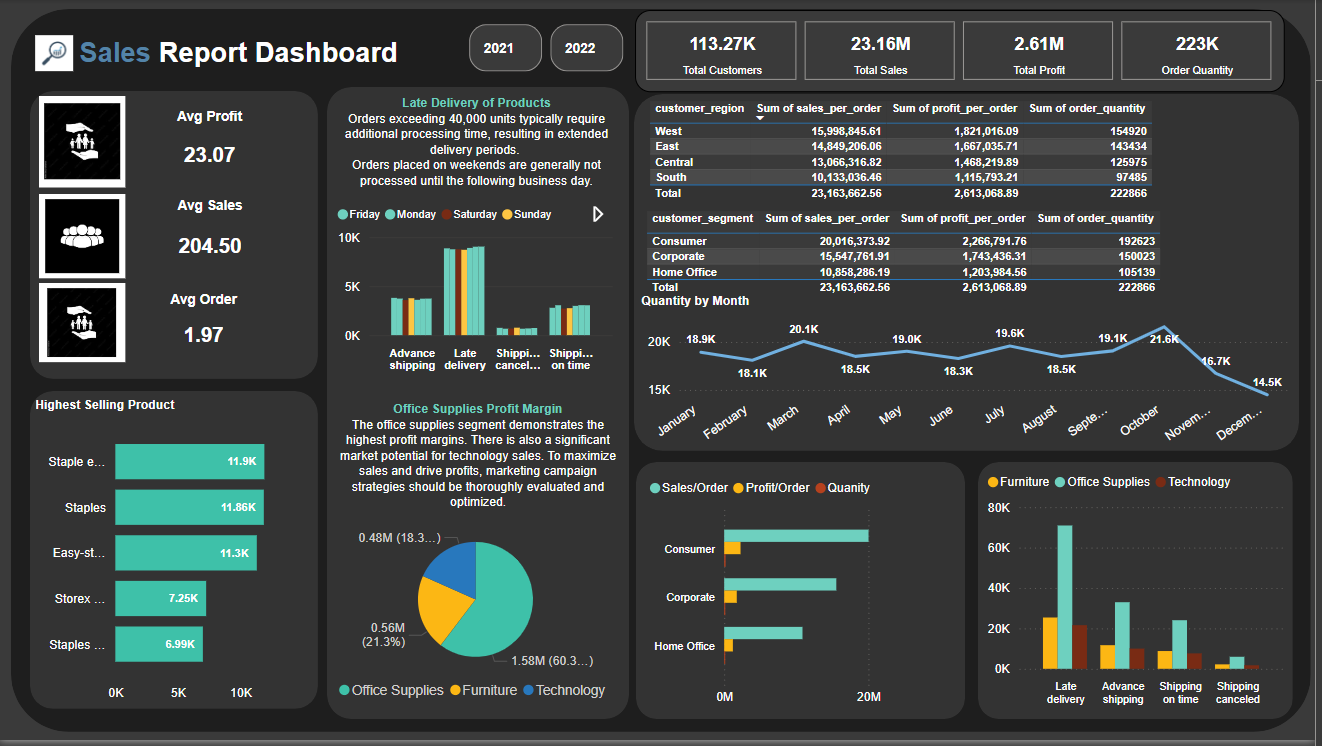 Sales Report Dashboard
2021
2022
113.27K
Total Customers
23.16M
Total Sales
2.61M
Total Profit
223K
Order Quantity
Avg Profit
23.07
Avg Sales
204.50
Avg Order
1.97
Highest Selling Product
Staple e...
11.9K
Staples
11.86K
Easy-st...
11.3K
Storex ...
7.25K
Staples ...
6.99K
0K 5K 10K
Late Delivery of Products
Orders exceeding 40,000 units typically require
additional processing time, resulting in extended
delivery periods.
Orders placed on weekends are generally not
processed until the following business day.
Friday Monday Saturday Sunday
10K
5K
0K
Advance
shipping
Late
delivery
Shippi...
cancel...
Shippi...
on time
Office Supplies Profit Margin
The office supplies segment demonstrates the
highest profit margins. There is also a significant
market potential for technology sales. To maximize
sales and drive profits, marketing campaign
strategies should be thoroughly evaluated and
optimized.
0.48M (18.3...)
0.56M
(21.3%)
1.58M (60.3...)
Office Supplies Furniture Technology
customer_region Sum of sales_per_order Sum of profit_per_order Sum of order_quantity
West 15,998,845.61 1,821,016.09 154920
East 14,849,206.06 1,667,035.71 143434
Central 13,066,316.82 1,468,219.89 125975
South 10,133,036.46 1,115,793.21 97485
Total 23,163,662.56 2,613,068.89 222866
customer_segment Sum of sales_per_order Sum of profit_per_order Sum of order_quantity
Consumer 20,016,373.92 2,266,791.76 192623
Corporate 15,547,761.91 1,743,436.31 150023
Home Office 10,858,286.19 1,203,984.56 105139
Total 23,163,662.56 2,613,068.89 222866
Quantity by Month
20K
15K
18.9K
18.1K
20.1K
18.5K
19.0K
18.3K
19.6K
18.5K
19.1K
21.6K
16.7K
14.5K
January
February
March
April
May
June
July
August
Septe...
October
Novem...
Decem...
Sales/Order Profit/Order Quanity
Consumer
Corporate
Home Office
0M 20M
Furniture Office Supplies Technology
80K
60K
40K
20K
0K
Late
delivery
Advance
shipping
Shipping
on time
Shipping
canceled